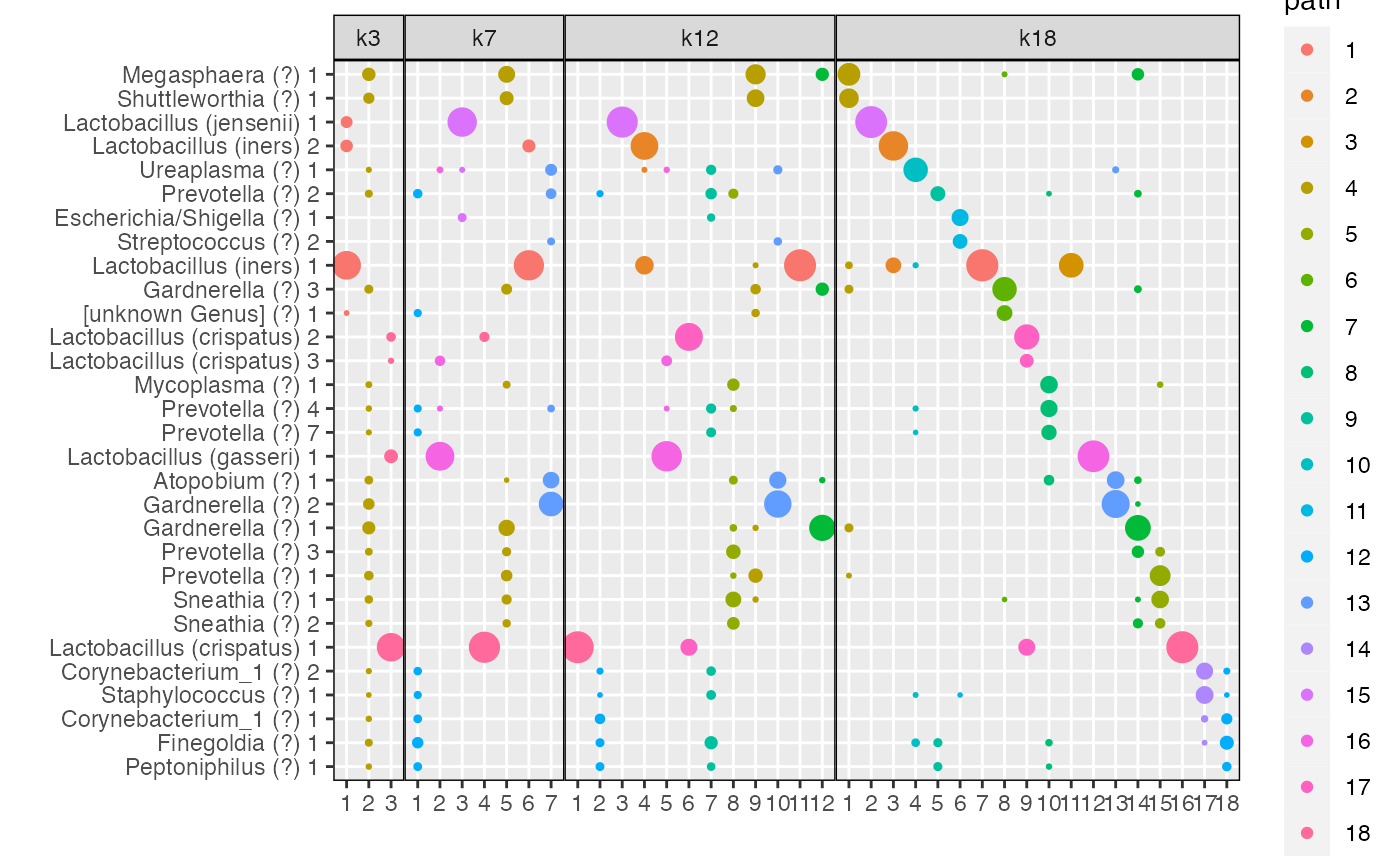 path
k3 k7 k12 k18
Megasphaera (?) 1
Shuttleworthia (?) 1
Lactobacillus (jensenii) 1
Lactobacillus (iners) 2
Ureaplasma (?) 1
Prevotella (?) 2
Escherichia/Shigella (?) 1
Streptococcus (?) 2
Lactobacillus (iners) 1
Gardnerella (?) 3
[unknown Genus] (?) 1
Lactobacillus (crispatus) 2
Lactobacillus (crispatus) 3
Mycoplasma (?) 1
Prevotella (?) 4
Prevotella (?) 7
Lactobacillus (gasseri) 1
Atopobium (?) 1
Gardnerella (?) 2
Gardnerella (?) 1
Prevotella (?) 3
Prevotella (?) 1
Sneathia (?) 1
Sneathia (?) 2
Lactobacillus (crispatus) 1
Corynebacterium_1 (?) 2
Staphylococcus (?) 1
Corynebacterium_1 (?) 1
Finegoldia (?) 1
Peptoniphilus (?) 1
1 2 3 1 2 3 4 5 6 7 1 2 3 4 5 6 7 8 9 10 11 12 1 2 3 4 5 6 7 8 9 10 11 12 13 14 15 16 17 18
1
2
3
4
5
6
7
8
9
10
11
12
13
14
15
16
17
18